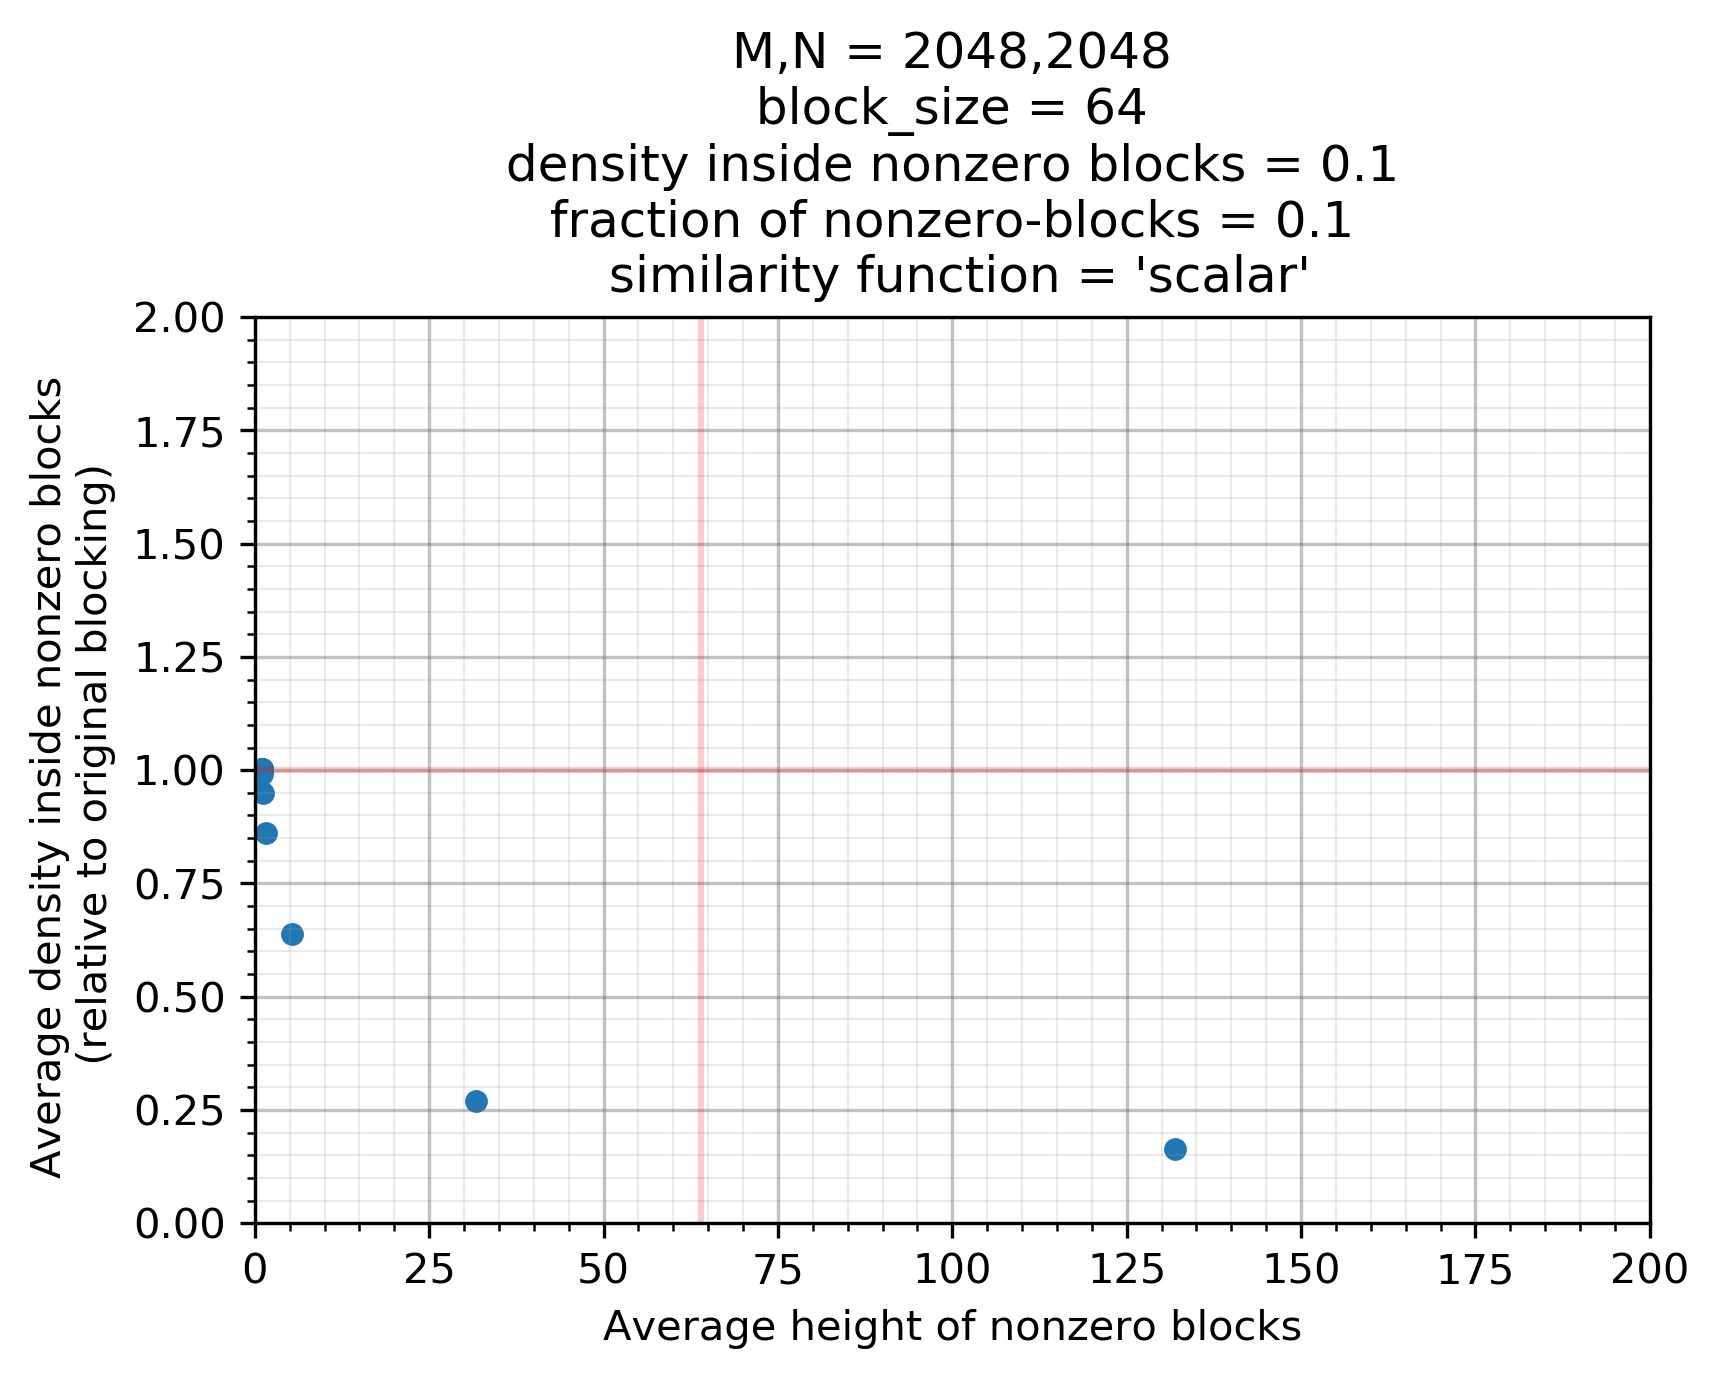 M,N = 2048,2048
block_size = 64
density inside nonzero blocks = 0.1
fraction of nonzero-blocks = 0.1
similarity function = 'scalar'
Average density inside nonzero blocks
(relative to original blocking)
2.00
1.75
1.50
1.25
1.00
0.75
0.50
0.25
0.00
0 25 50 75 100 125 150 175 200
Average height of nonzero blocks